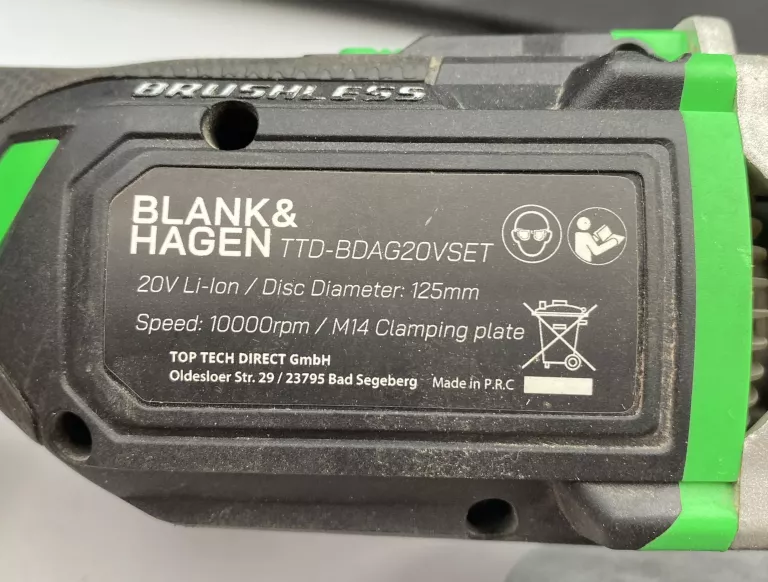 BRUSHLESS
BLANK&
HAGEN TTD-BDAG20VSET
20V Li-Ion / Disc Diameter: 125mm
Speed: 10000rpm / M14 Clamping plate
TOP TECH DIRECT GmbH
Oldesloer Str. 29 / 23795 Bad Segeberg Made in P.R.C